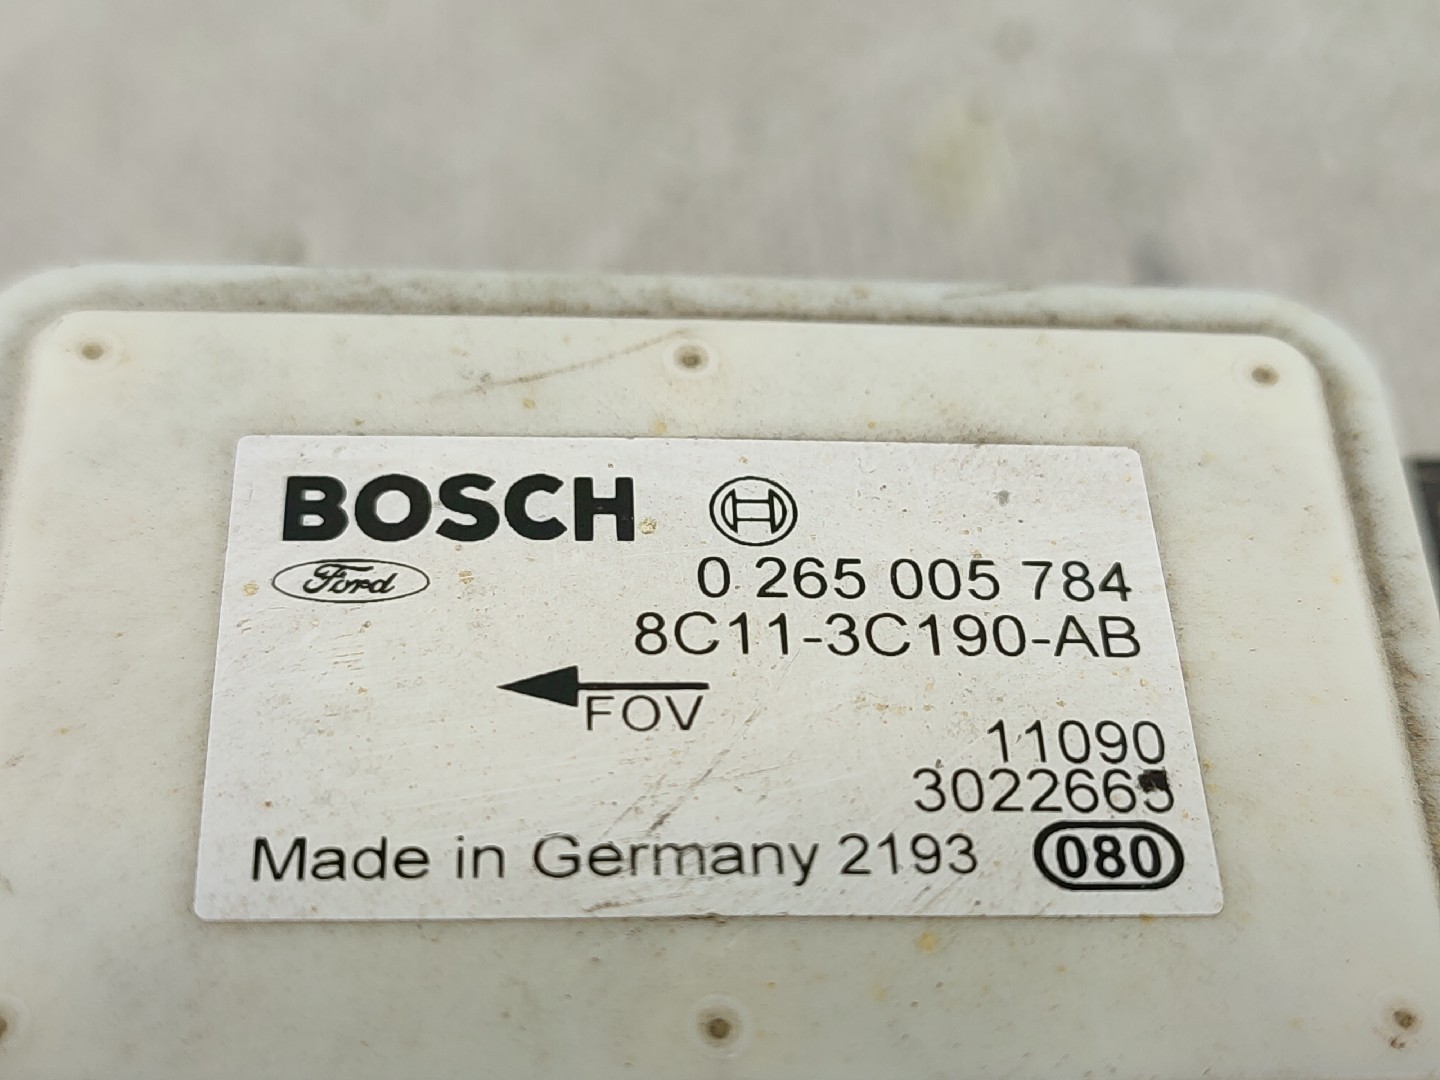 BOSCH
Ford
0 265 005 784
8C11-3C190-AB
FOV
11090
3022665
Made in Germany 2193 080